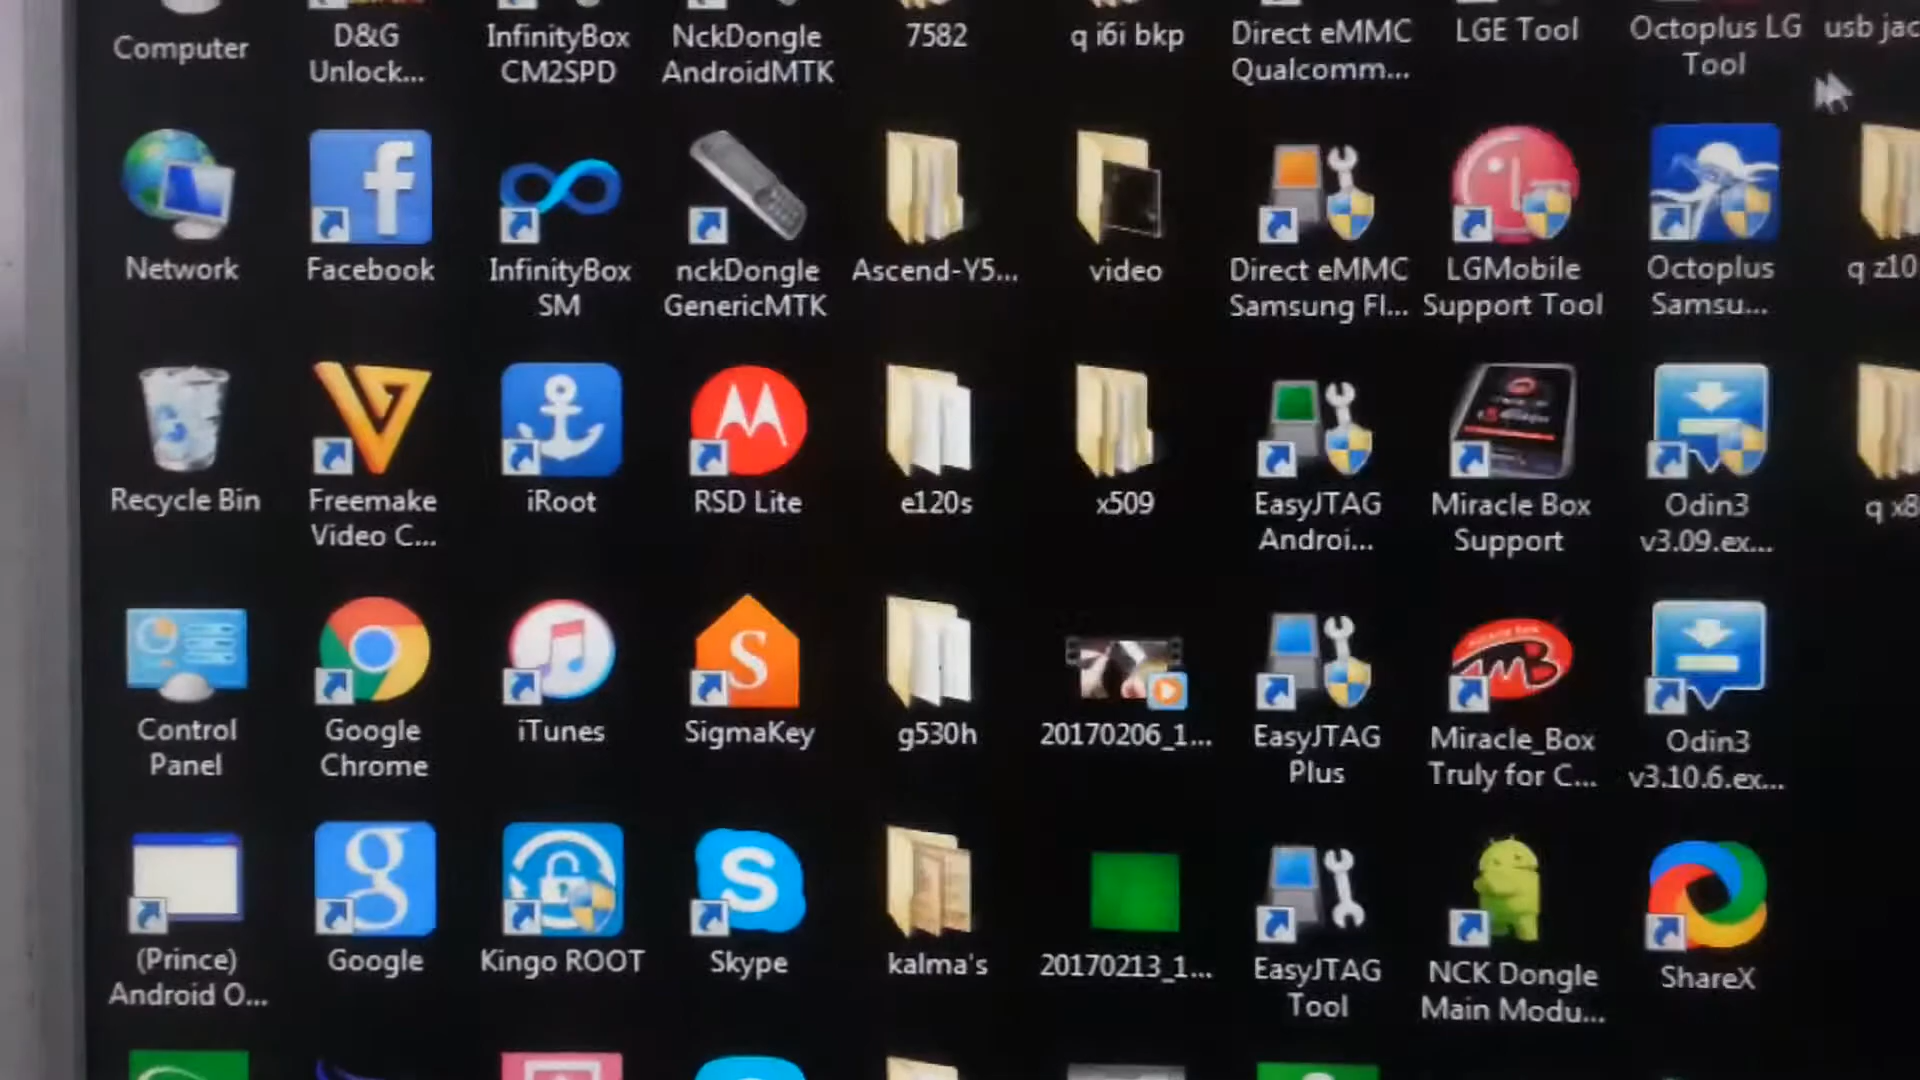 Computer
D&G
Unlock...
InfinityBox
CM2SPD
NckDongle
AndroidMTK
7582
q i6i bkp
Direct eMMC
Qualcomm...
LGE Tool
Octoplus LG
Tool
usb jac
Network
Facebook
InfinityBox
SM
nckDongle
GenericMTK
Ascend-Y5...
video
Direct eMMC
Samsung Fl...
LGMobile
Support Tool
Octoplus
Samsu...
q z10
Recycle Bin
Freemake
Video C...
iRoot
RSD Lite
e120s
x509
EasyJTAG
Androi...
Miracle Box
Support
Odin3
v3.09.ex...
q x8
Control
Panel
Google
Chrome
iTunes
S
SigmaKey
g530h
20170206_1...
EasyJTAG
Plus
Miracle_Box
Truly for C...
Odin3
v3.10.6.ex...
(Prince)
Android O...
Google
Kingo ROOT
Skype
kalma's
20170213_1...
EasyJTAG
Tool
NCK Dongle
Main Modu...
ShareX